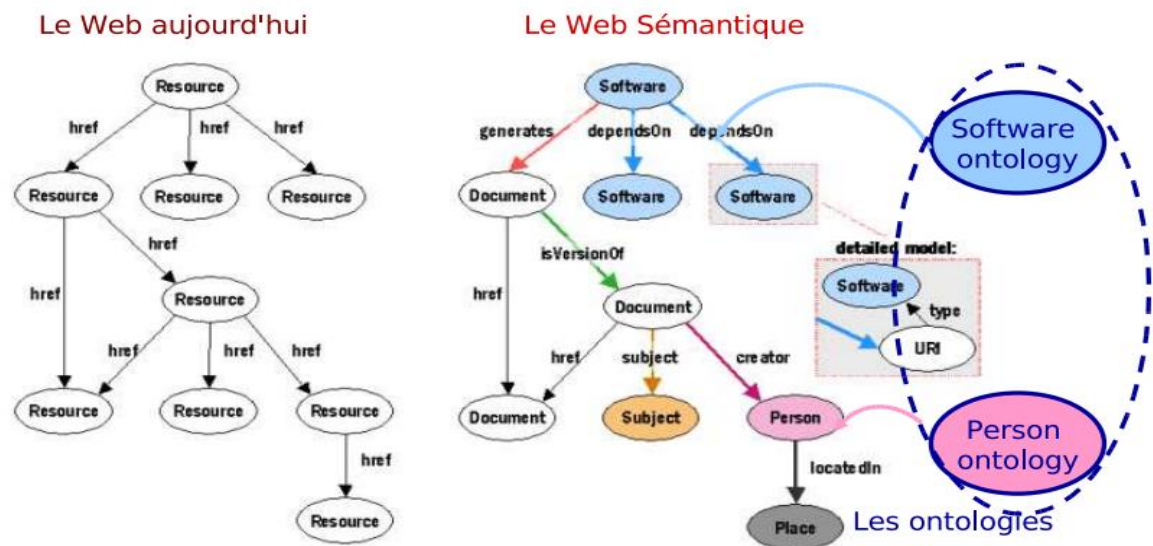 Le Web aujourd'hui
Resource
href
href
href
Resource
Resource
Resource
href
href
Resource
href
href
href
Resource
Resource
Resource
href
Resource
Le Web Sémantique
Software
generates
dependsOn
dependsOn
Document
Software
Software
isVersionOf
href
Document
href
subject
creator
Document
Subject
Person
locatedIn
Place
detailed model:
Software
type
URI
Software
ontology
Person
ontology
Les ontologies